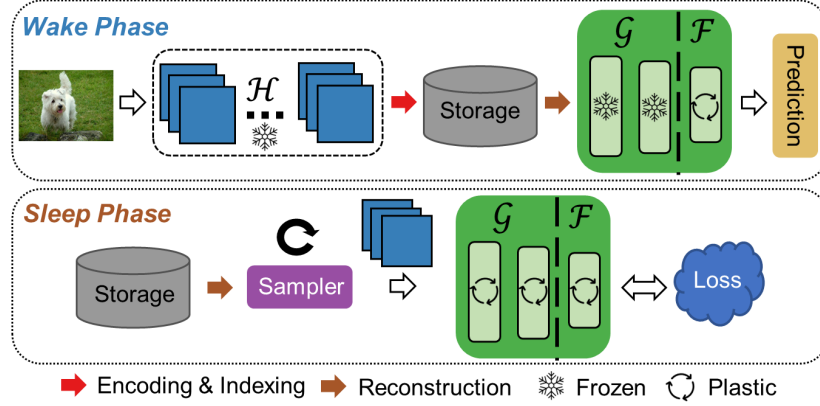 Wake Phase
ℋ
Storage
𝒢 ℱ
Prediction
Sleep Phase
Storage
Sampler
𝒢 ℱ
Loss
Encoding & Indexing Reconstruction Frozen Plastic